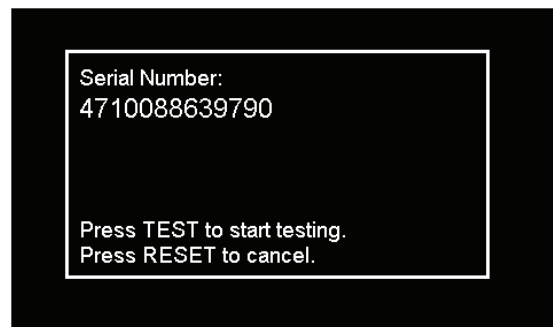 Serial Number:
4710088639790
Press TEST to start testing.
Press RESET to cancel.